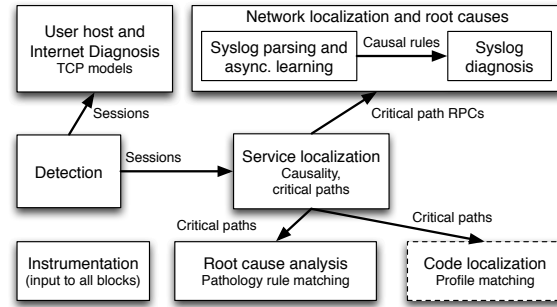 User host and
Internet Diagnosis
TCP models
Network localization and root causes
Syslog parsing and
async. learning
Causal rules
Syslog
diagnosis
Sessions
Critical path RPCs
Detection
Sessions
Service localization
Causality,
critical paths
Critical paths
Critical paths
Instrumentation
(input to all blocks)
Root cause analysis
Pathology rule matching
Code localization
Profile matching